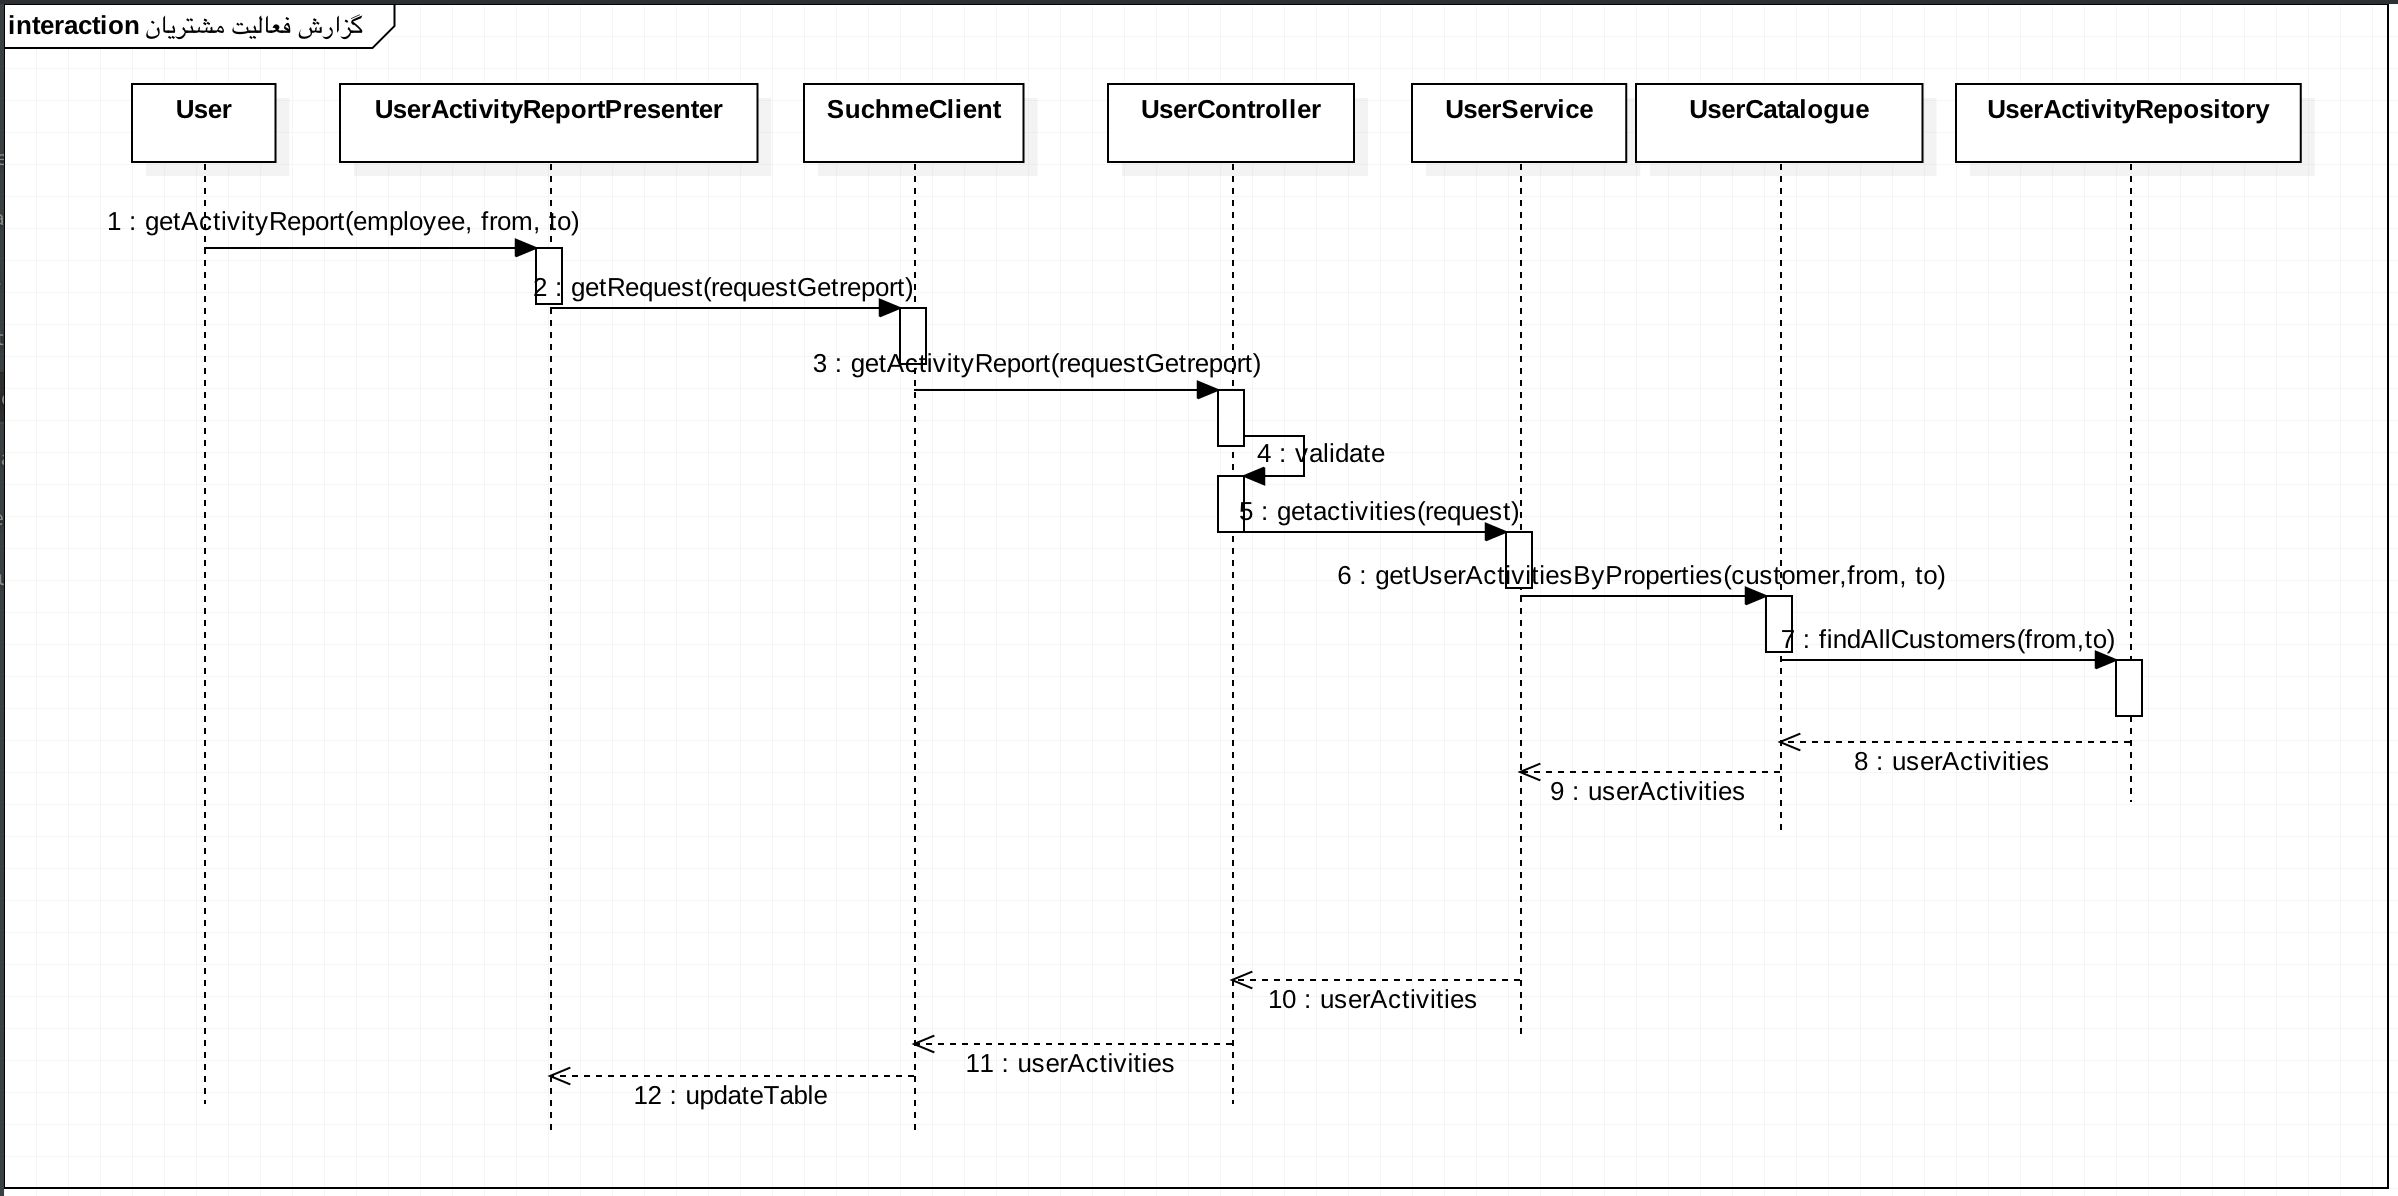 interaction گزارش فعالیت مشتریان
User
UserActivityReportPresenter
SuchmeClient
UserController
UserService
UserCatalogue
UserActivityRepository
1 : getActivityReport(employee, from, to)
2 : getRequest(requestGetreport)
3 : getActivityReport(requestGetreport)
4 : validate
5 : getactivities(request)
6 : getUserActivitiesByProperties(customer,from, to)
7 : findAllCustomers(from,to)
8 : userActivities
9 : userActivities
10 : userActivities
11 : userActivities
12 : updateTable